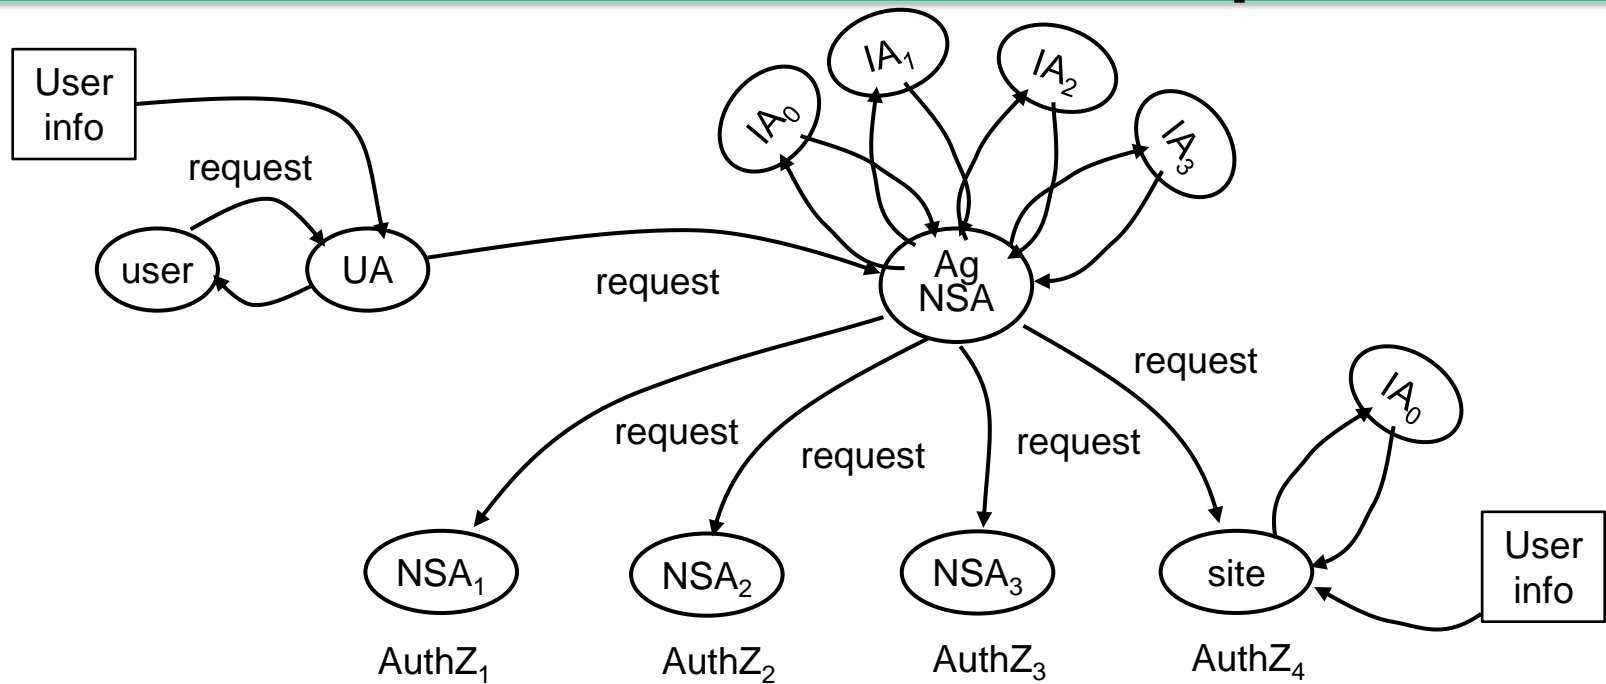 User
info
request
user
UA
request
IA₀
IA₁
IA₂
IA₃
Ag
NSA
request
request
request
request
IA₀
NSA₁
NSA₂
NSA₃
site
User
info
AuthZ₁
AuthZ₂
AuthZ₃
AuthZ₄